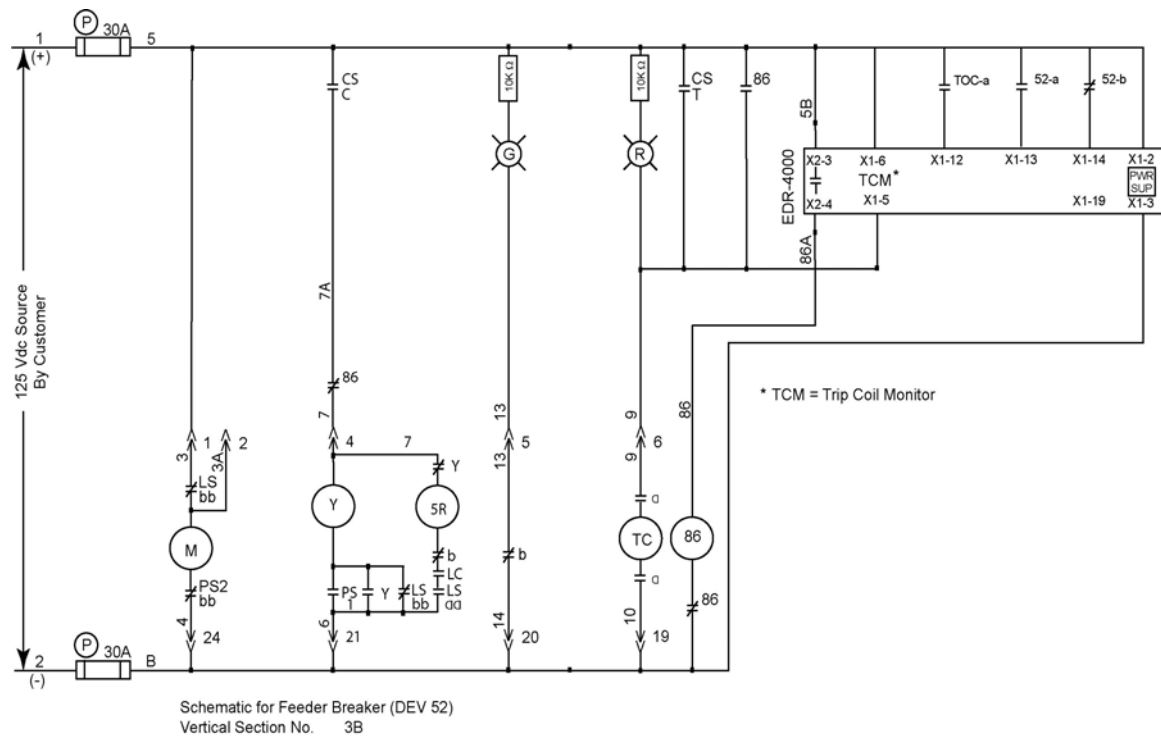 P 30A
1 5
(+)
CS
C
10K Ω
10K Ω
CS
T
86
5B
TOC-a
52-a
52-b
G
R
EDR-4000
X2-3 X1-6 X1-12 X1-13 X1-14 X1-2
TCM*
PWR
SUP
X2-4 X1-5 X1-19 X1-3
86A
125 Vdc Source
By Customer
7A
86
* TCM = Trip Coil Monitor
7
13
9
86
1 2 4 7 5 6
3
3A
13
9
LS
bb
Y
a
Y
5R
M
TC
86
b
b
PS2
bb
PS
1
Y
LS
bb
LC
LS
aa
a
86
4
6
14
10
24 21 20 19
P 30A
2 B
(-)
Schematic for Feeder Breaker (DEV 52)
Vertical Section No. 3B